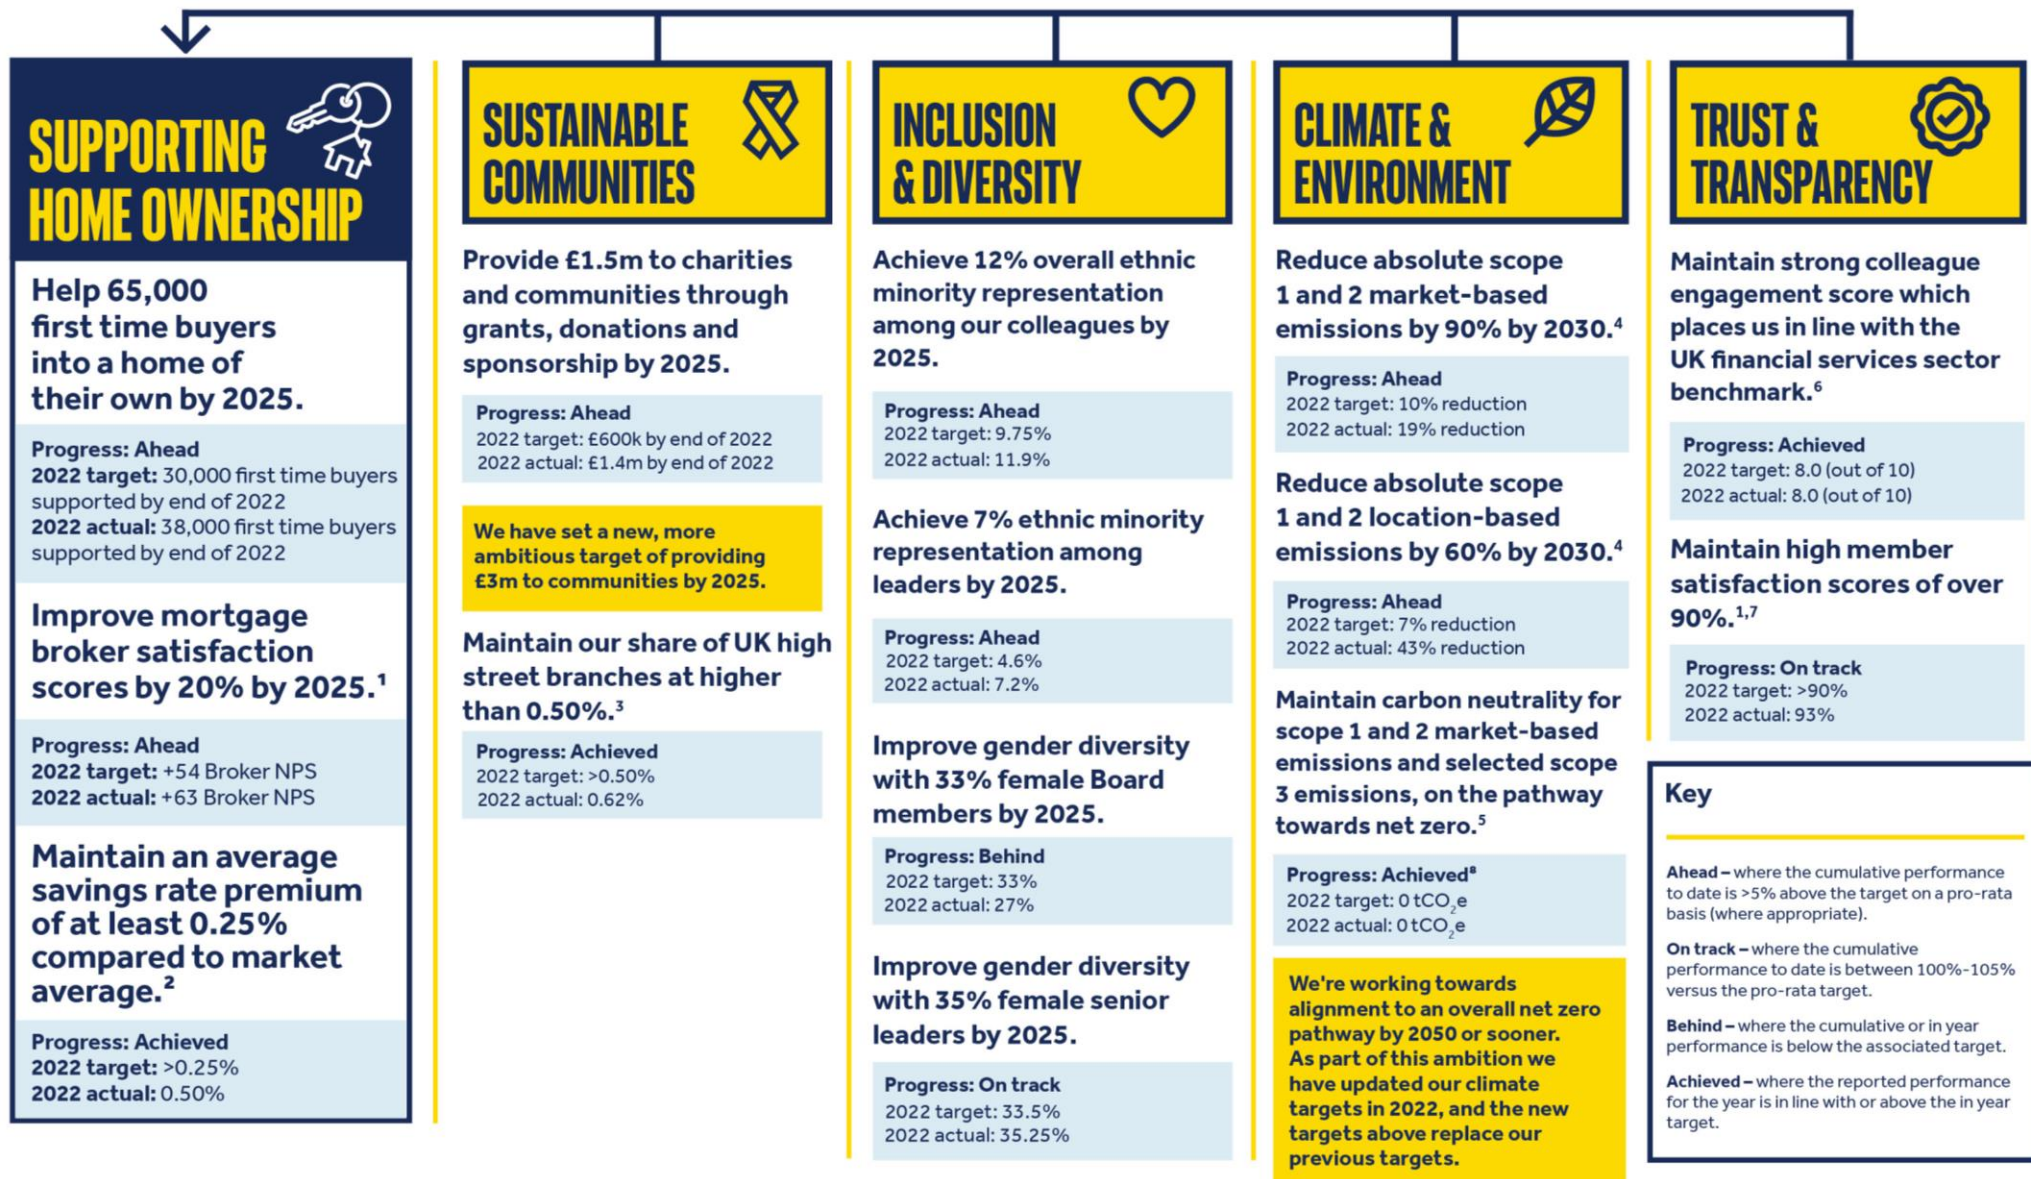 SUPPORTING
HOME OWNERSHIP
Help 65,000
first time buyers
into a home of
their own by 2025.
Progress: Ahead
2022 target: 30,000 first time buyers
supported by end of 2022
2022 actual: 38,000 first time buyers
supported by end of 2022
Improve mortgage
broker satisfaction
scores by 20% by 2025.¹
Progress: Ahead
2022 target: +54 Broker NPS
2022 actual: +63 Broker NPS
Maintain an average
savings rate premium
of at least 0.25%
compared to market
average.²
Progress: Achieved
2022 target: >0.25%
2022 actual: 0.50%
SUSTAINABLE
COMMUNITIES
Provide £1.5m to charities
and communities through
grants, donations and
sponsorship by 2025.
Progress: Ahead
2022 target: £600k by end of 2022
2022 actual: £1.4m by end of 2022
We have set a new, more
ambitious target of providing
£3m to communities by 2025.
Maintain our share of UK high
street branches at higher
than 0.50%.³
Progress: Achieved
2022 target: >0.50%
2022 actual: 0.62%
INCLUSION
& DIVERSITY
Achieve 12% overall ethnic
minority representation
among our colleagues by
2025.
Progress: Ahead
2022 target: 9.75%
2022 actual: 11.9%
Achieve 7% ethnic minority
representation among
leaders by 2025.
Progress: Ahead
2022 target: 4.6%
2022 actual: 7.2%
Improve gender diversity
with 33% female Board
members by 2025.
Progress: Behind
2022 target: 33%
2022 actual: 27%
Improve gender diversity
with 35% female senior
leaders by 2025.
Progress: On track
2022 target: 33.5%
2022 actual: 35.25%
CLIMATE &
ENVIRONMENT
Reduce absolute scope
1 and 2 market-based
emissions by 90% by 2030.⁴
Progress: Ahead
2022 target: 10% reduction
2022 actual: 19% reduction
Reduce absolute scope
1 and 2 location-based
emissions by 60% by 2030.⁴
Progress: Ahead
2022 target: 7% reduction
2022 actual: 43% reduction
Maintain carbon neutrality for
scope 1 and 2 market-based
emissions and selected scope
3 emissions, on the pathway
towards net zero.⁵
Progress: Achieved⁸
2022 target: 0 tCO₂e
2022 actual: 0 tCO₂e
We're working towards
alignment to an overall net zero
pathway by 2050 or sooner.
As part of this ambition we
have updated our climate
targets in 2022, and the new
targets above replace our
previous targets.
TRUST &
TRANSPARENCY
Maintain strong colleague
engagement score which
places us in line with the
UK financial services sector
benchmark.⁶
Progress: Achieved
2022 target: 8.0 (out of 10)
2022 actual: 8.0 (out of 10)
Maintain high member
satisfaction scores of over
90%.¹,⁷
Progress: On track
2022 target: >90%
2022 actual: 93%
Key
Ahead – where the cumulative performance
to date is >5% above the target on a pro-rata
basis (where appropriate).
On track – where the cumulative
performance to date is between 100%-105%
versus the pro-rata target.
Behind – where the cumulative or in year
performance is below the associated target.
Achieved – where the reported performance
for the year is in line with or above the in year
target.